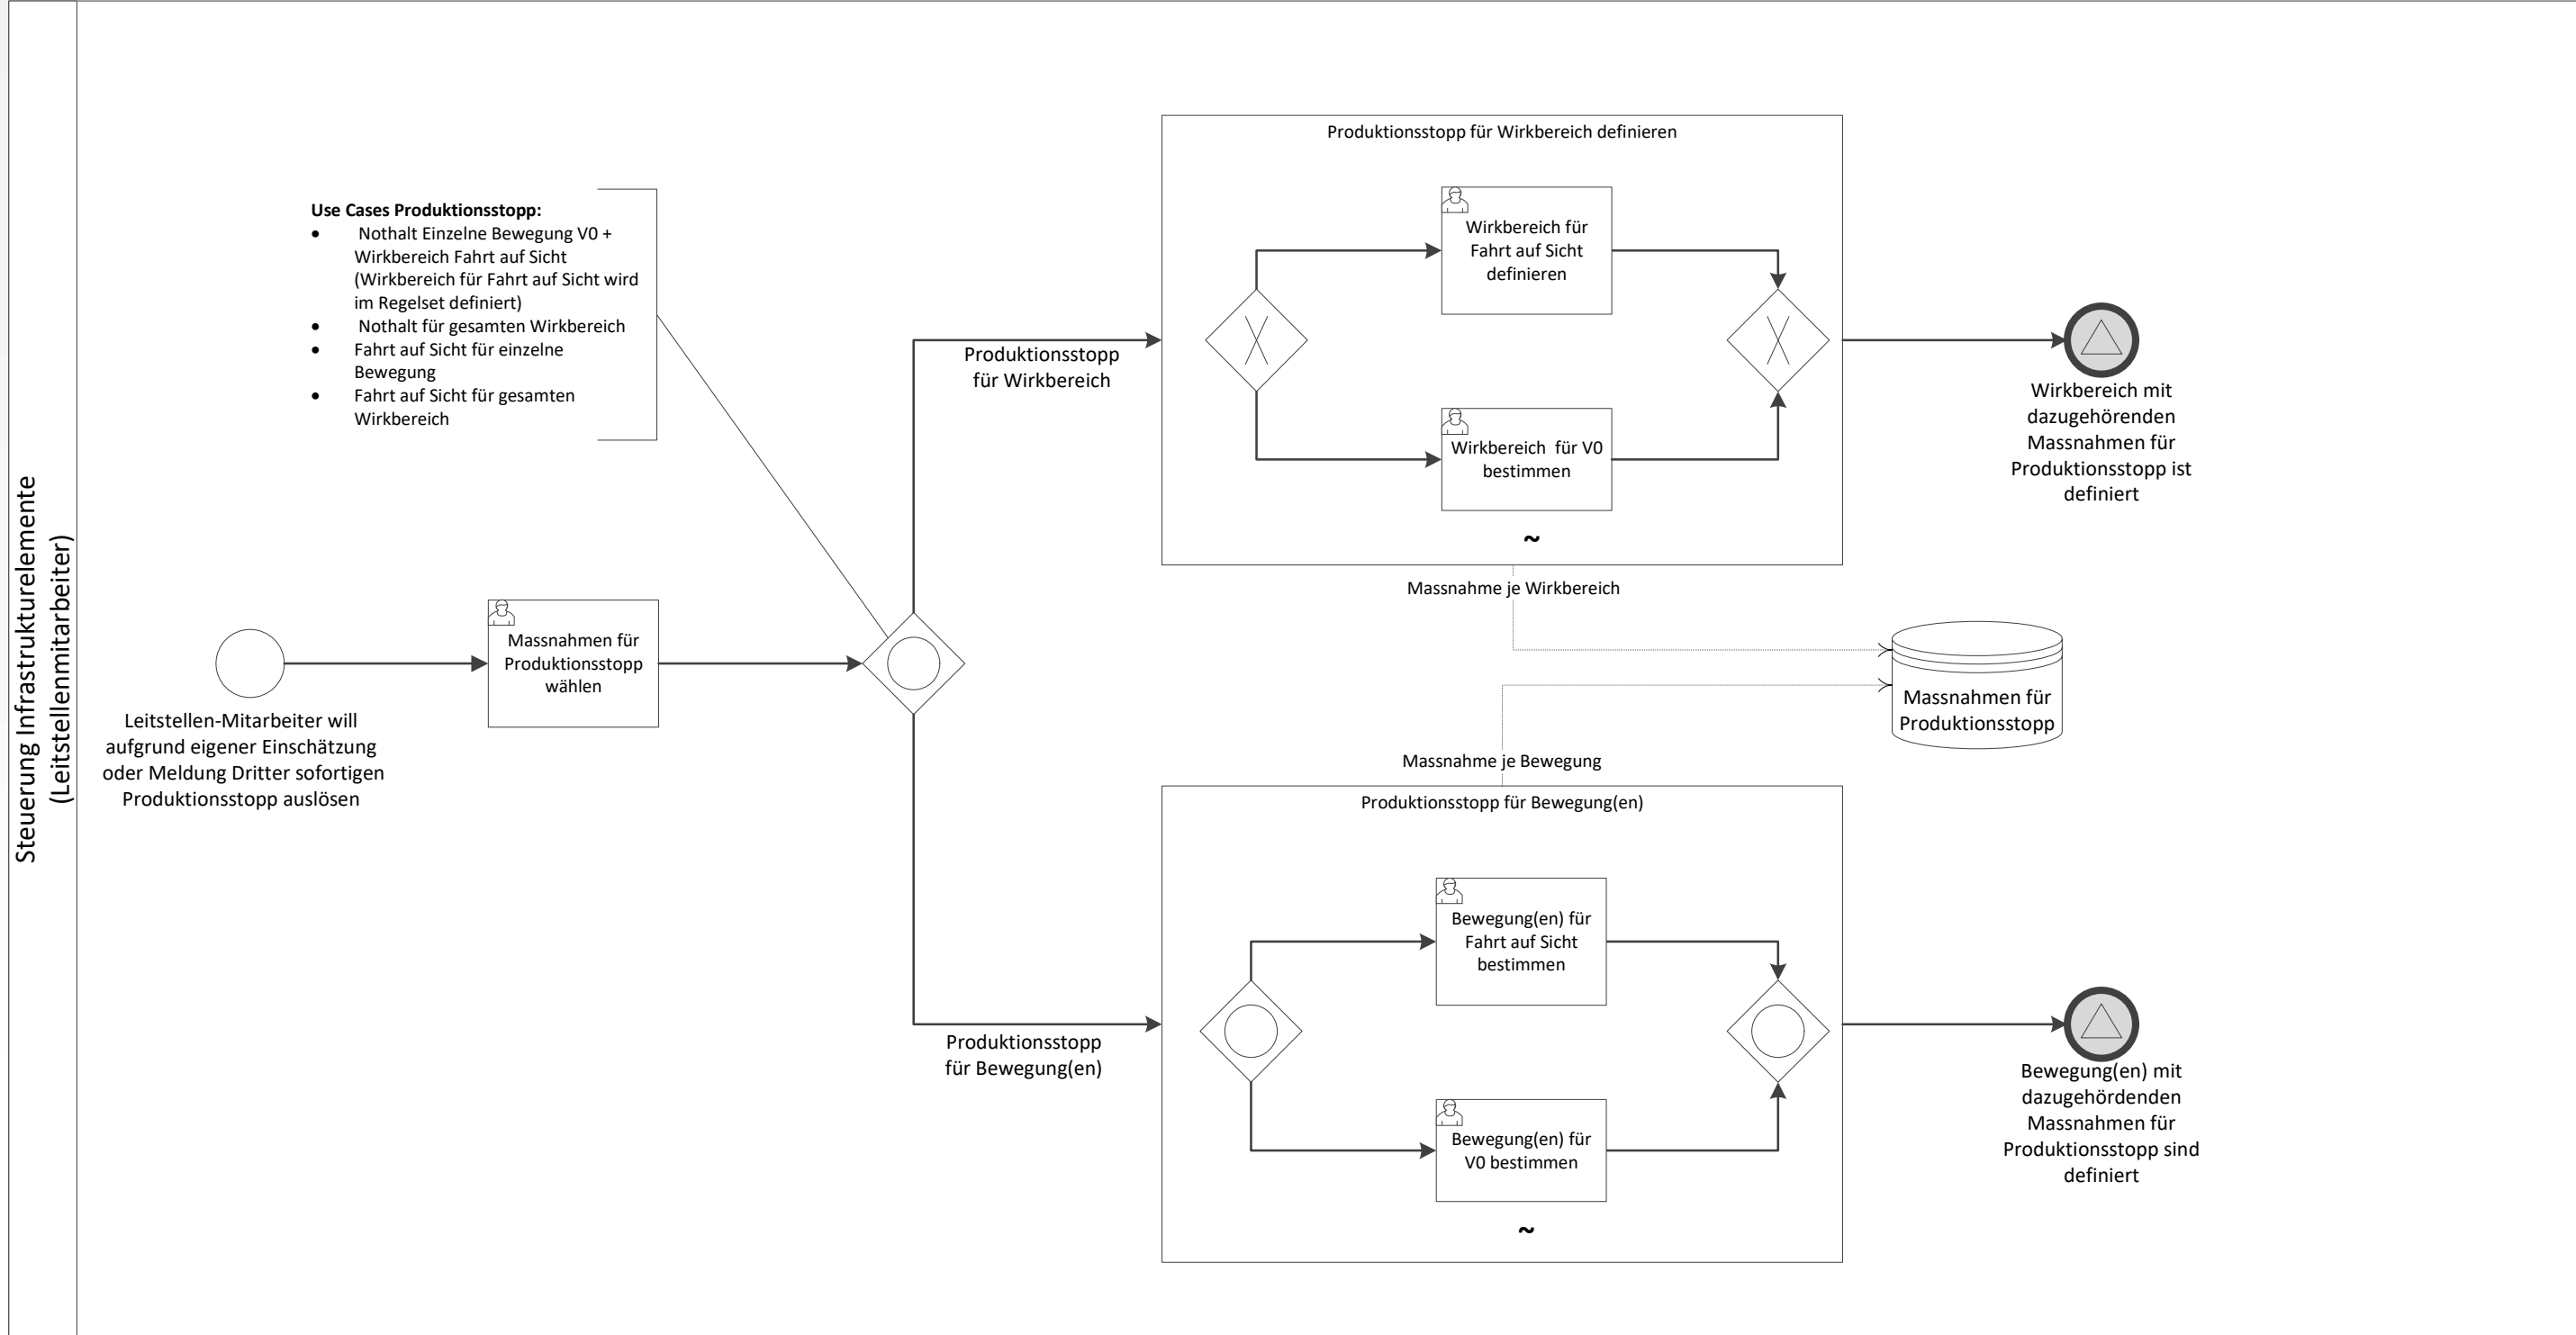 Steuerung Infrastrukturelemente
(Leitstellenmitarbeiter)
Use Cases Produktionsstopp:
• Nothalt Einzelne Bewegung V0 +
Wirkbereich Fahrt auf Sicht
(Wirkbereich für Fahrt auf Sicht wird
im Regelset definiert)
• Nothalt für gesamten Wirkbereich
• Fahrt auf Sicht für einzelne
Bewegung
• Fahrt auf Sicht für gesamten
Wirkbereich
Leitstellen-Mitarbeiter will
aufgrund eigener Einschätzung
oder Meldung Dritter sofortigen
Produktionsstopp auslösen
Massnahmen für
Produktionsstopp
wählen
Produktionsstopp
für Wirkbereich
Produktionsstopp für Wirkbereich definieren
Wirkbereich für
Fahrt auf Sicht
definieren
Wirkbereich für V0
bestimmen
~
Wirkbereich mit
dazugehörenden
Massnahmen für
Produktionsstopp ist
definiert
Massnahme je Wirkbereich
Massnahmen für
Produktionsstopp
Massnahme je Bewegung
Produktionsstopp
für Bewegung(en)
Produktionsstopp für Bewegung(en)
Bewegung(en) für
Fahrt auf Sicht
bestimmen
Bewegung(en) für
V0 bestimmen
~
Bewegung(en) mit
dazugehördenden
Massnahmen für
Produktionsstopp sind
definiert